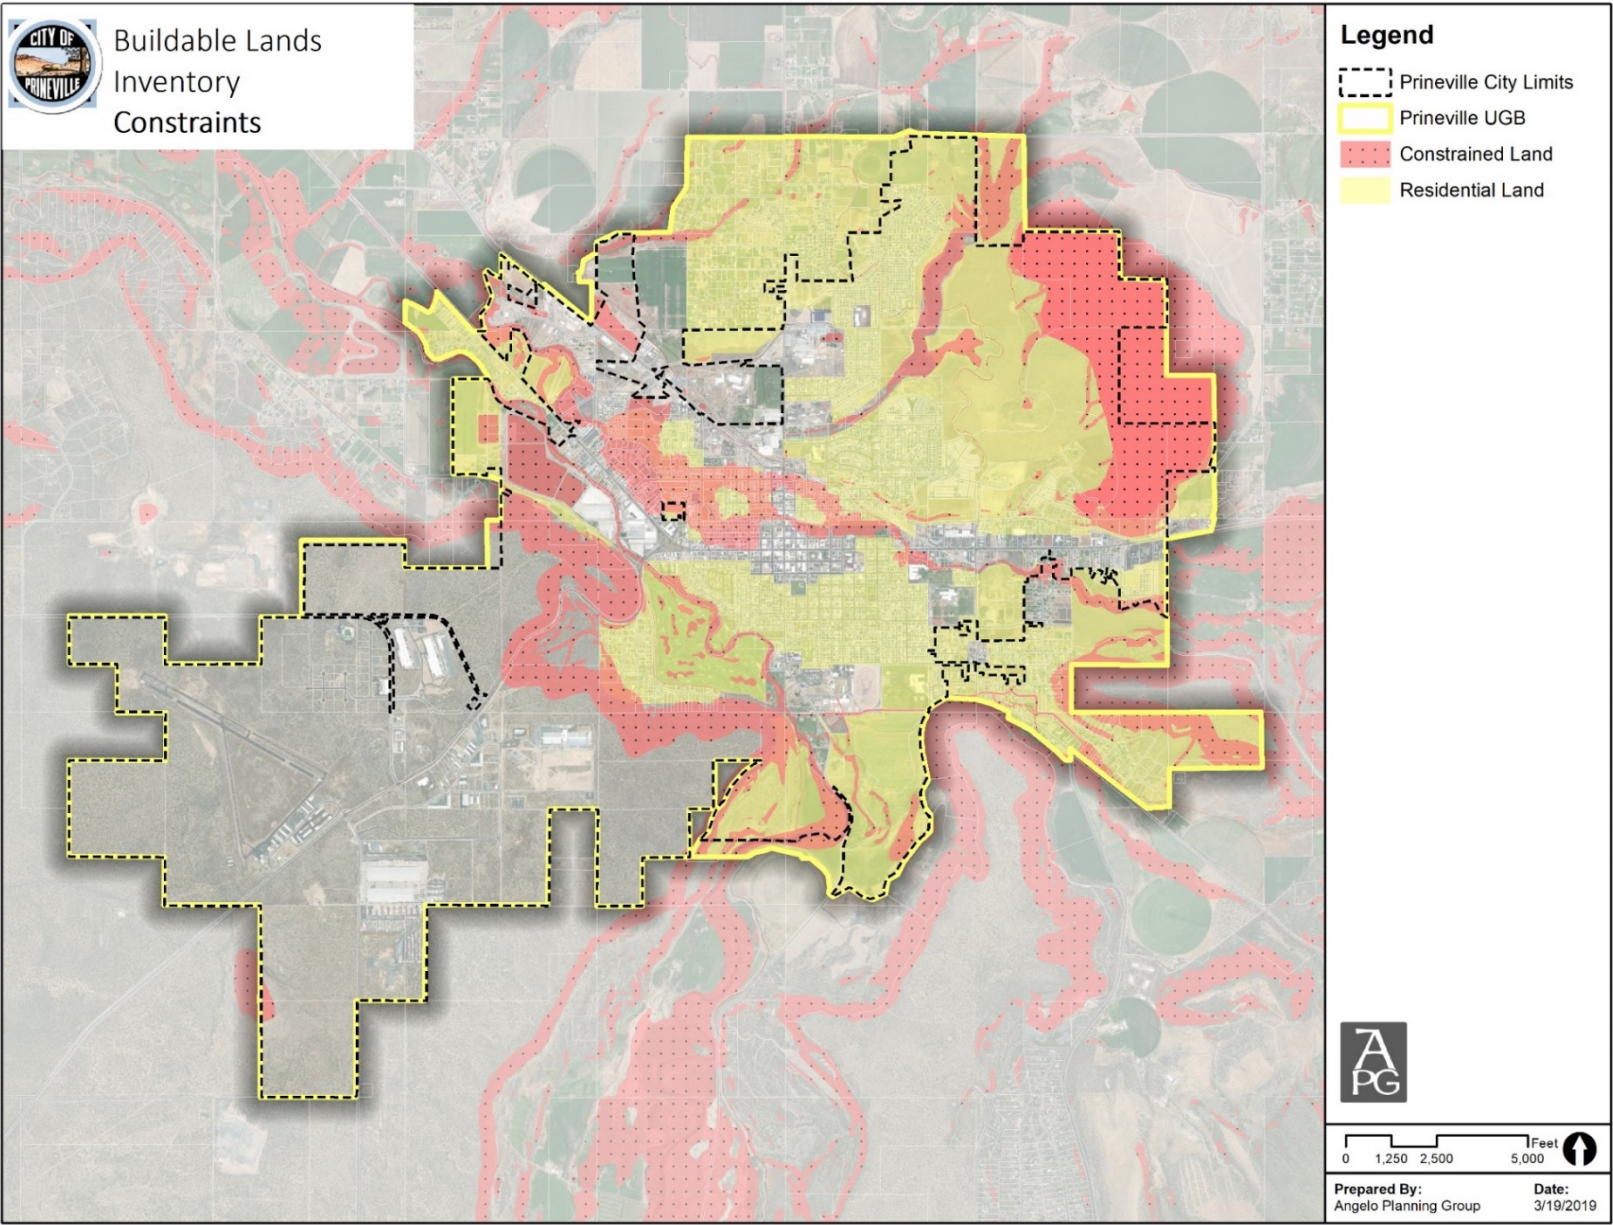 CITY OF
PRINEVILLE
Buildable Lands
Inventory
Constraints
Legend
Prineville City Limits
Prineville UGB
Constrained Land
Residential Land
A
PG
Feet
0 1,250 2,500 5,000
Prepared By:
Angelo Planning Group
Date:
3/19/2019